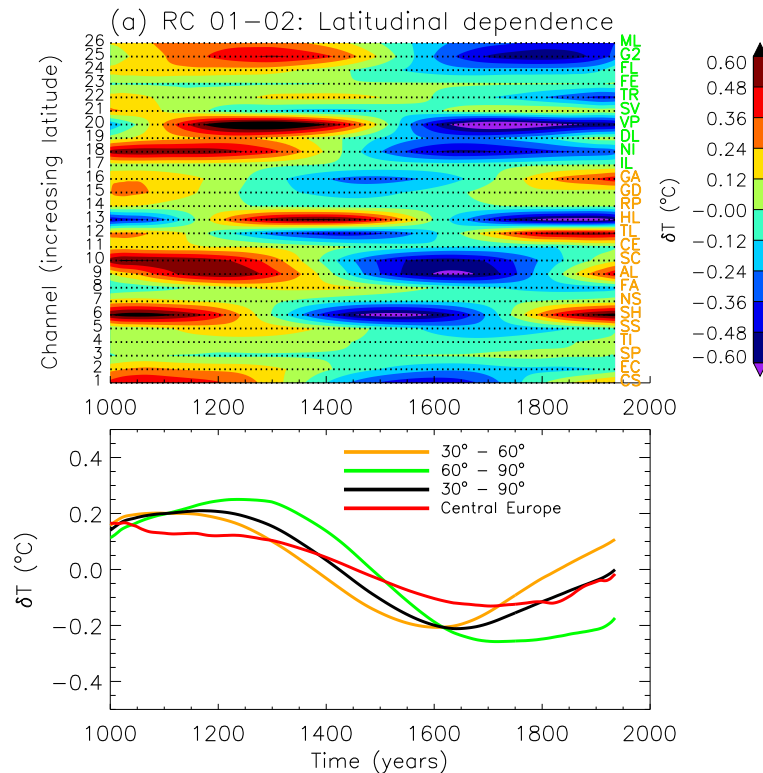 (a) RC 01−02: Latitudinal dependence
Channel (increasing latitude)
26
25
24
23
22
21
20
19
18
17
16
15
14
13
12
11
10
9
8
7
6
5
4
3
2
1
ML
G2
FL
FE
TR
SV
VP
DL
NI
IL
GA
GD
RP
HL
TL
CE
SC
AL
FA
NS
SH
SS
TI
SP
EC
CS
1000 1200 1400 1600 1800 2000
0.60
0.48
0.36
0.24
0.12
−0.00
−0.12
−0.24
−0.36
−0.48
−0.60
δT (°C)
δT (°C)
0.4
0.2
0.0
−0.2
−0.4
30° − 60°
60° − 90°
30° − 90°
Central Europe
1000 1200 1400 1600 1800 2000
Time (years)